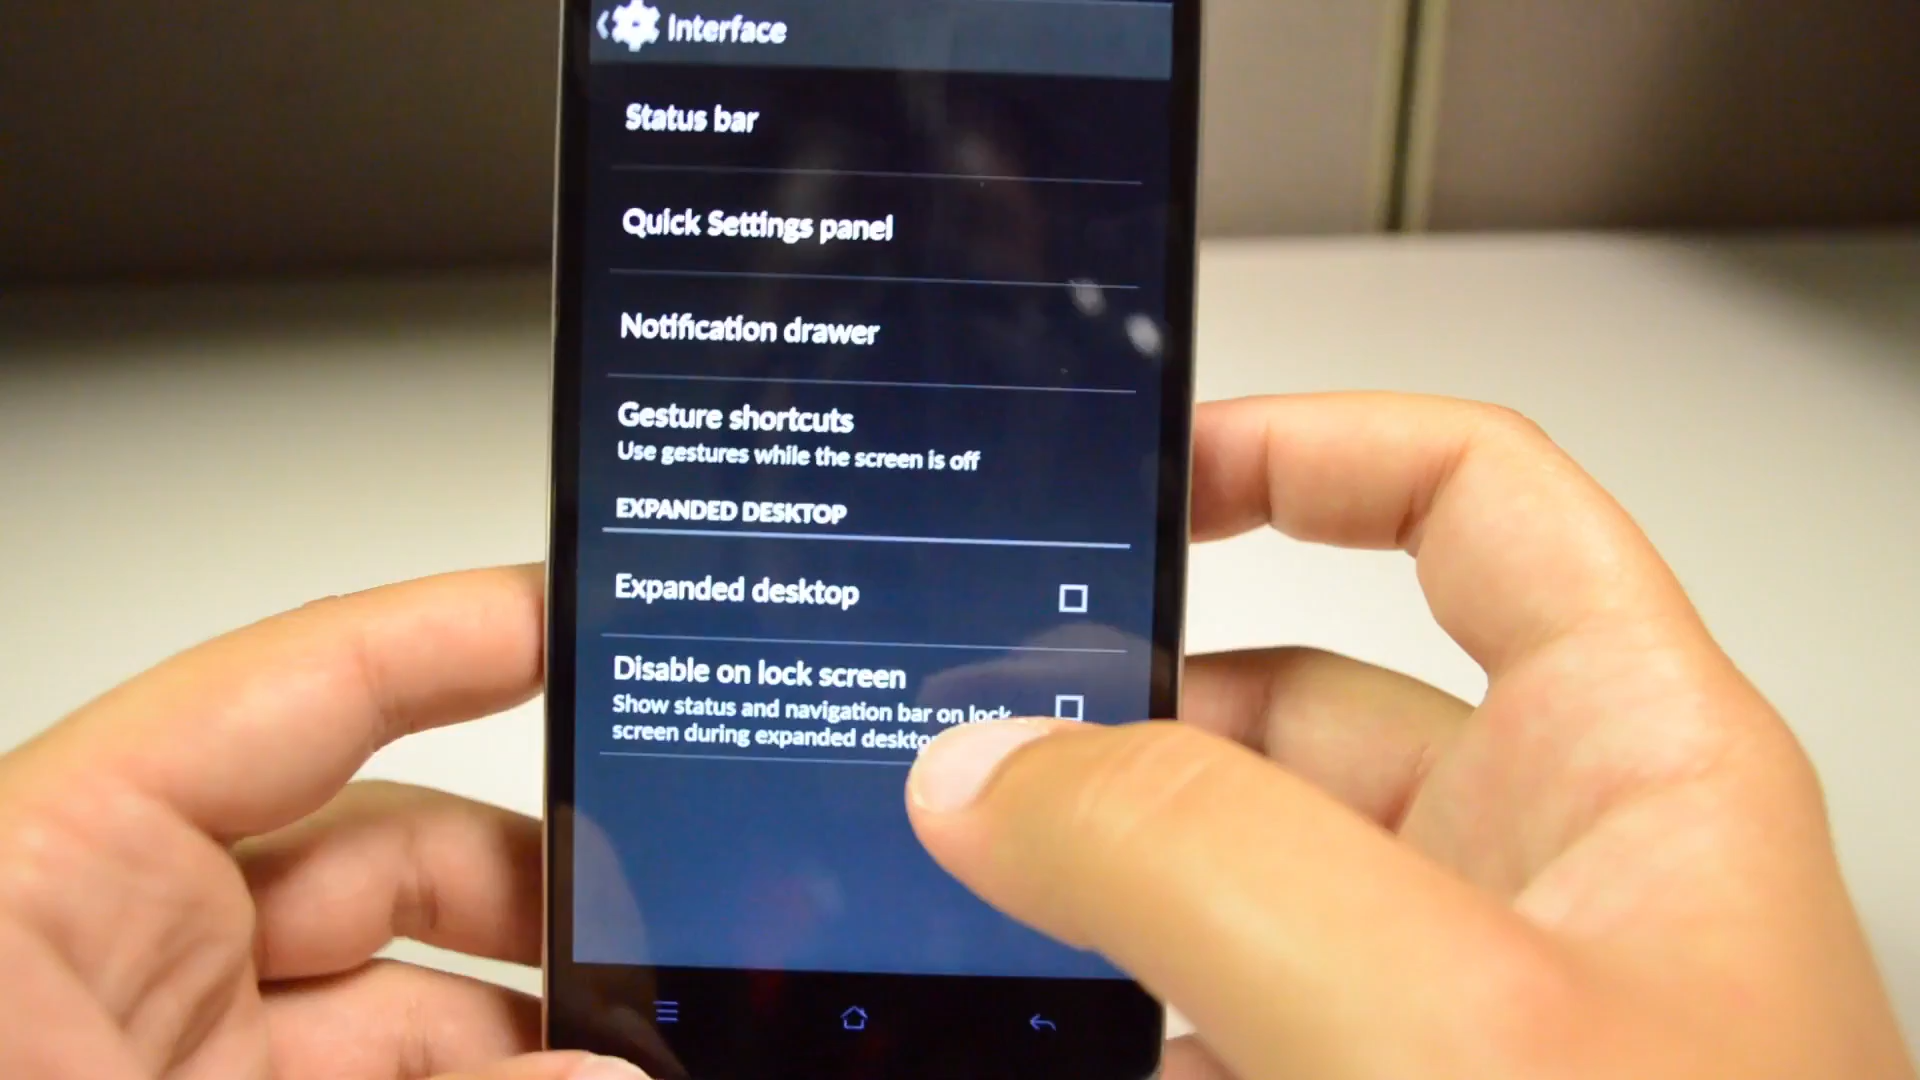 Interface
Status bar
Quick Settings panel
Notification drawer
Gesture shortcuts
Use gestures while the screen is off
EXPANDED DESKTOP
Expanded desktop
Disable on lock screen
Show status and navigation bar on lock
screen during expanded